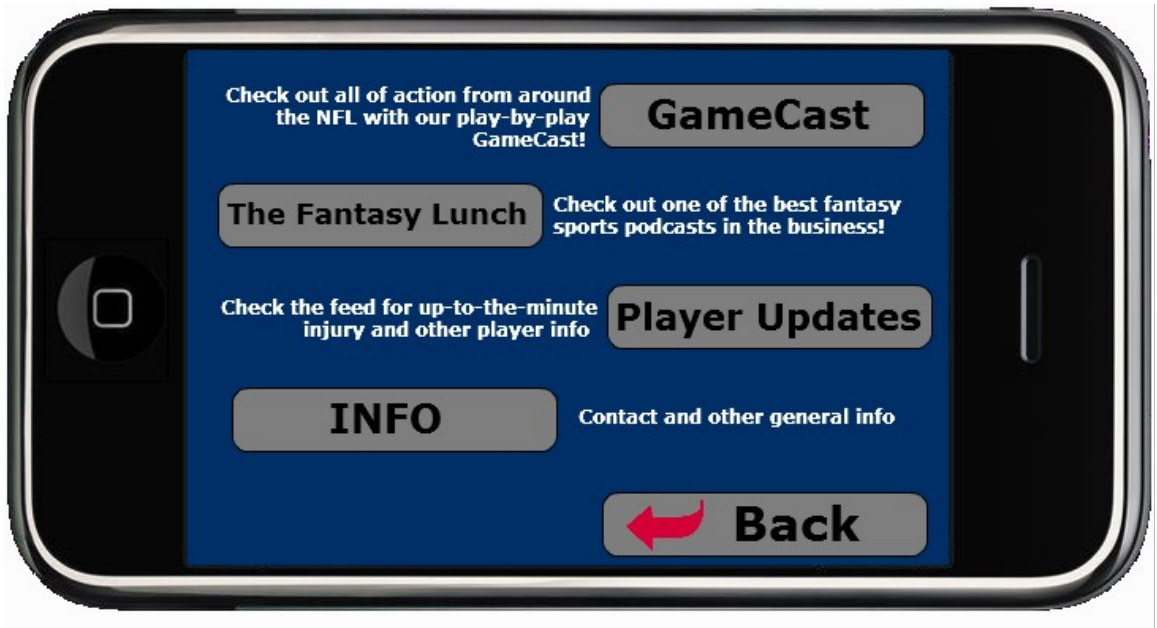 Check out all of action from around
the NFL with our play-by-play
GameCast!
GameCast
The Fantasy Lunch
Check out one of the best fantasy
sports podcasts in the business!
Check the feed for up-to-the-minute
injury and other player info
Player Updates
INFO
Contact and other general info
Back